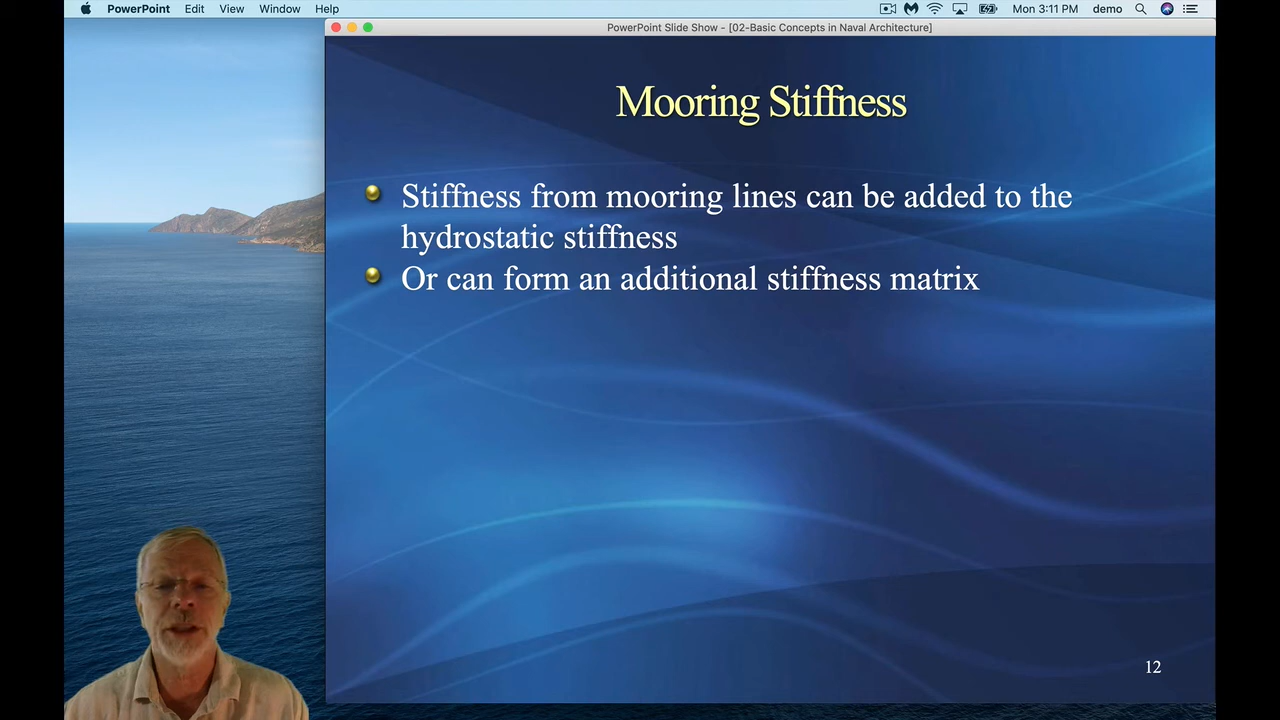 PowerPoint Edit View Window Help Mon 3:11 PM demo
PowerPoint Slide Show - [02-Basic Concepts in Naval Architecture]
Mooring Stiffness
Stiffness from mooring lines can be added to the
hydrostatic stiffness
Or can form an additional stiffness matrix
12